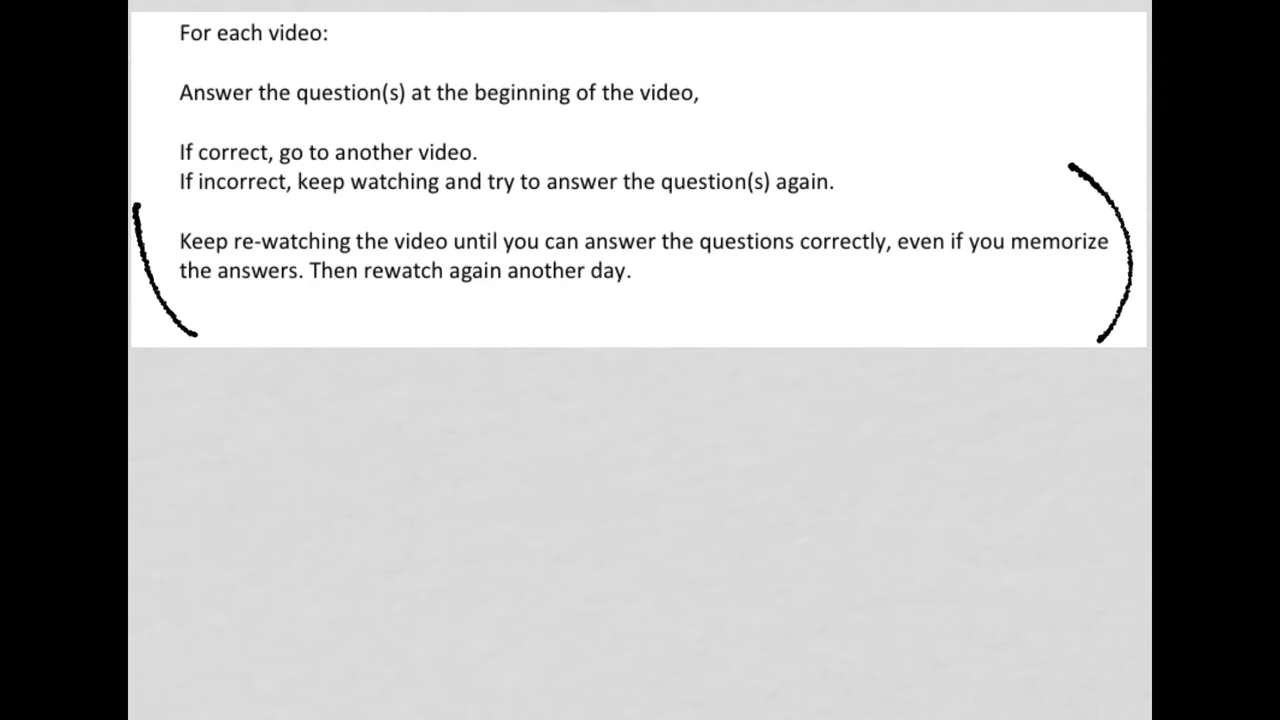 For each video:
Answer the question(s) at the beginning of the video,
If correct, go to another video.
If incorrect, keep watching and try to answer the question(s) again.
Keep re-watching the video until you can answer the questions correctly, even if you memorize
the answers. Then rewatch again another day.